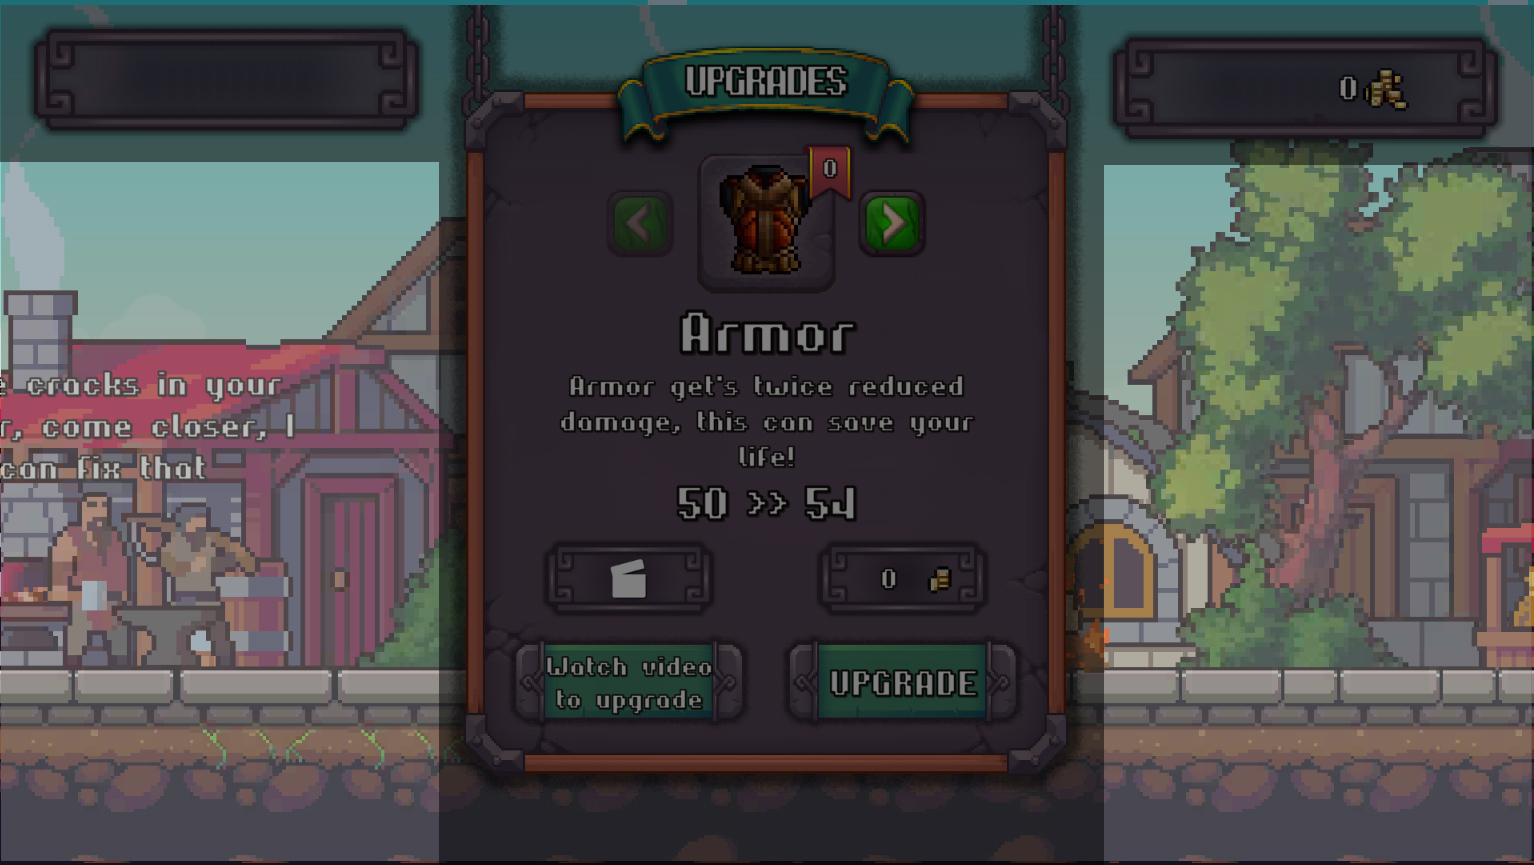 UPGRADES
0
0
Armor
e cracks in your
r, come closer, I
can fix that
Armor get's twice reduced
damage, this can save your
life!
50 >> 54
0
Watch video
to upgrade
UPGRADE